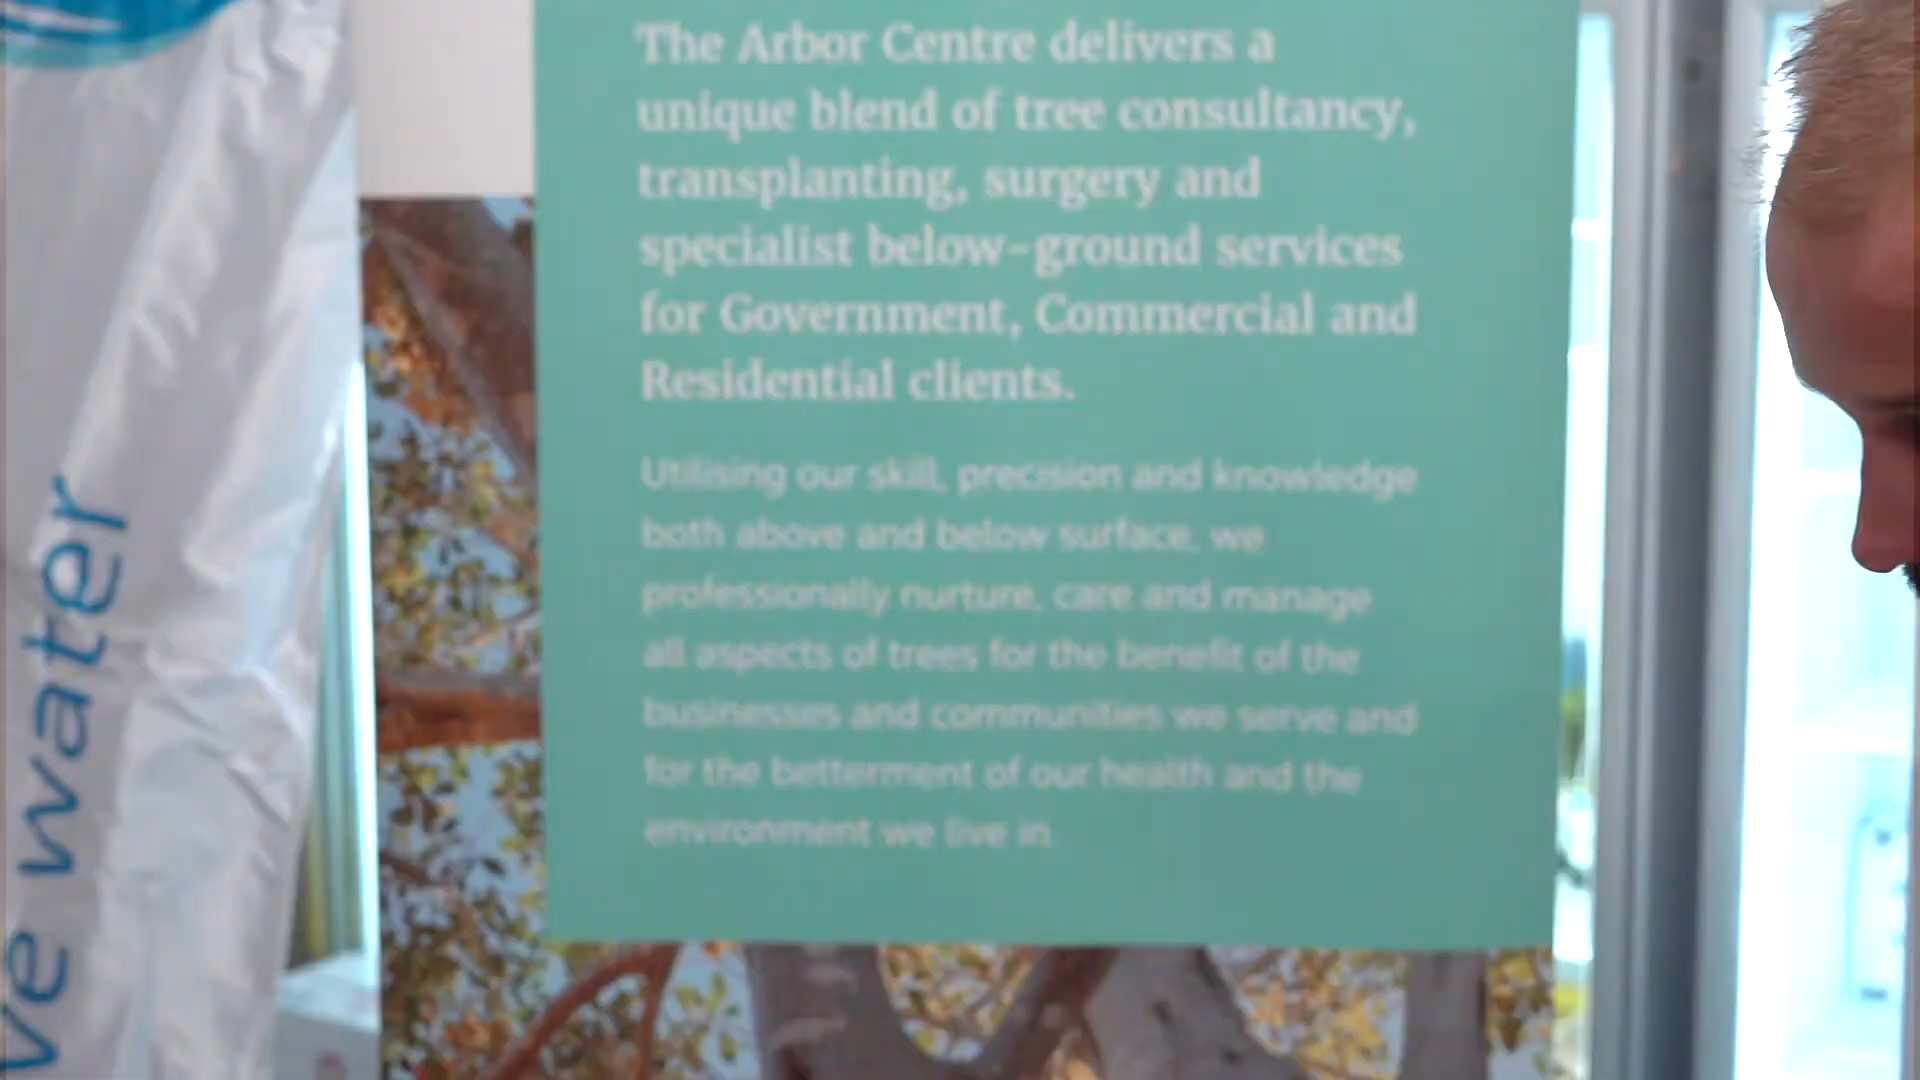 ve water
The Arbor Centre delivers a
unique blend of tree consultancy,
transplanting, surgery and
specialist below-ground services
for Government, Commercial and
Residential clients.
Utilising our skill, precision and knowledge
both above and below surface, we
professionally nurture, care and manage
all aspects of trees for the benefit of the
businesses and communities we serve and
for the betterment of our health and the
environment we live in.